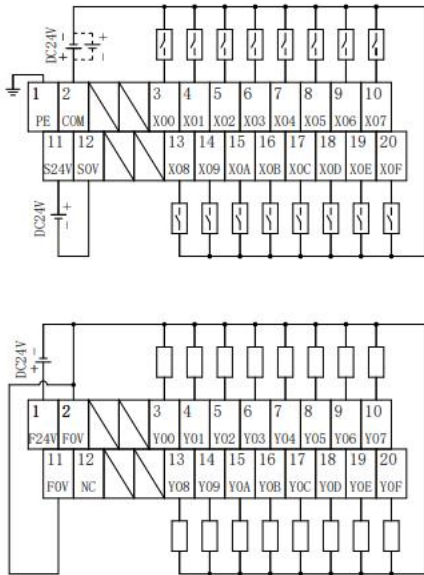 DC24V - + + -
1 2 3 4 5 6 7 8 9 10
PE COM X00 X01 X02 X03 X04 X05 X06 X07
11 12 13 14 15 16 17 18 19 20
S24V S0V X08 X09 X0A X0B X0C X0D X0E X0F
DC24V + -
DC24V - +
1 2 3 4 5 6 7 8 9 10
F24V F0V Y00 Y01 Y02 Y03 Y04 Y05 Y06 Y07
11 12 13 14 15 16 17 18 19 20
F0V NC Y08 Y09 Y0A Y0B Y0C Y0D Y0E Y0F